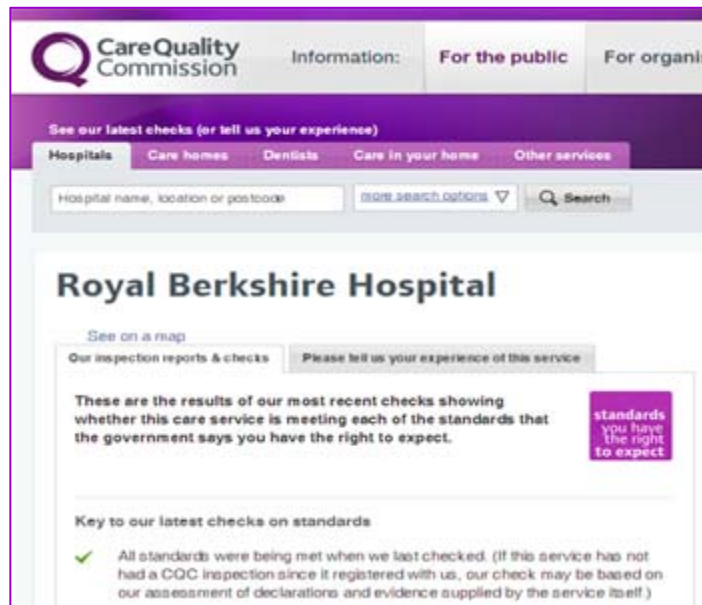 CareQuality
Commission
Information: For the public For organis
See our latest checks (or tell us your experience)
Hospitals Care homes Dentists Care in your home Other services
Hospital name, location or postcode more search options Search
Royal Berkshire Hospital
See on a map
Our inspection reports & checks Please tell us your experience of this service
These are the results of our most recent checks showing
whether this care service is meeting each of the standards that
the government says you have the right to expect.
standards
you have
the right
to expect
Key to our latest checks on standards
All standards were being met when we last checked. (If this service has not
had a CQC inspection since it registered with us, our check may be based on
our assessment of declarations and evidence supplied by the service itself.)